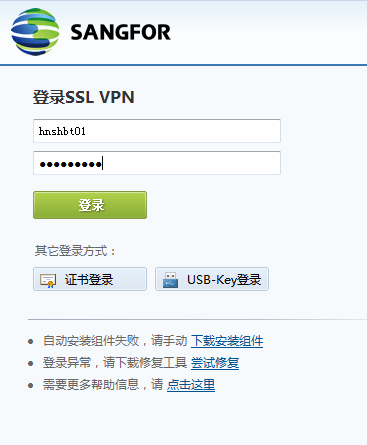 SANGFOR
登录SSL VPN
hnshbt01
●●●●●●●●●
登录
其它登录方式：
证书登录
USB-Key登录
自动安装组件失败，请手动 下载安装组件
登录异常，请下载修复工具 尝试修复
需要更多帮助信息，请 点击这里